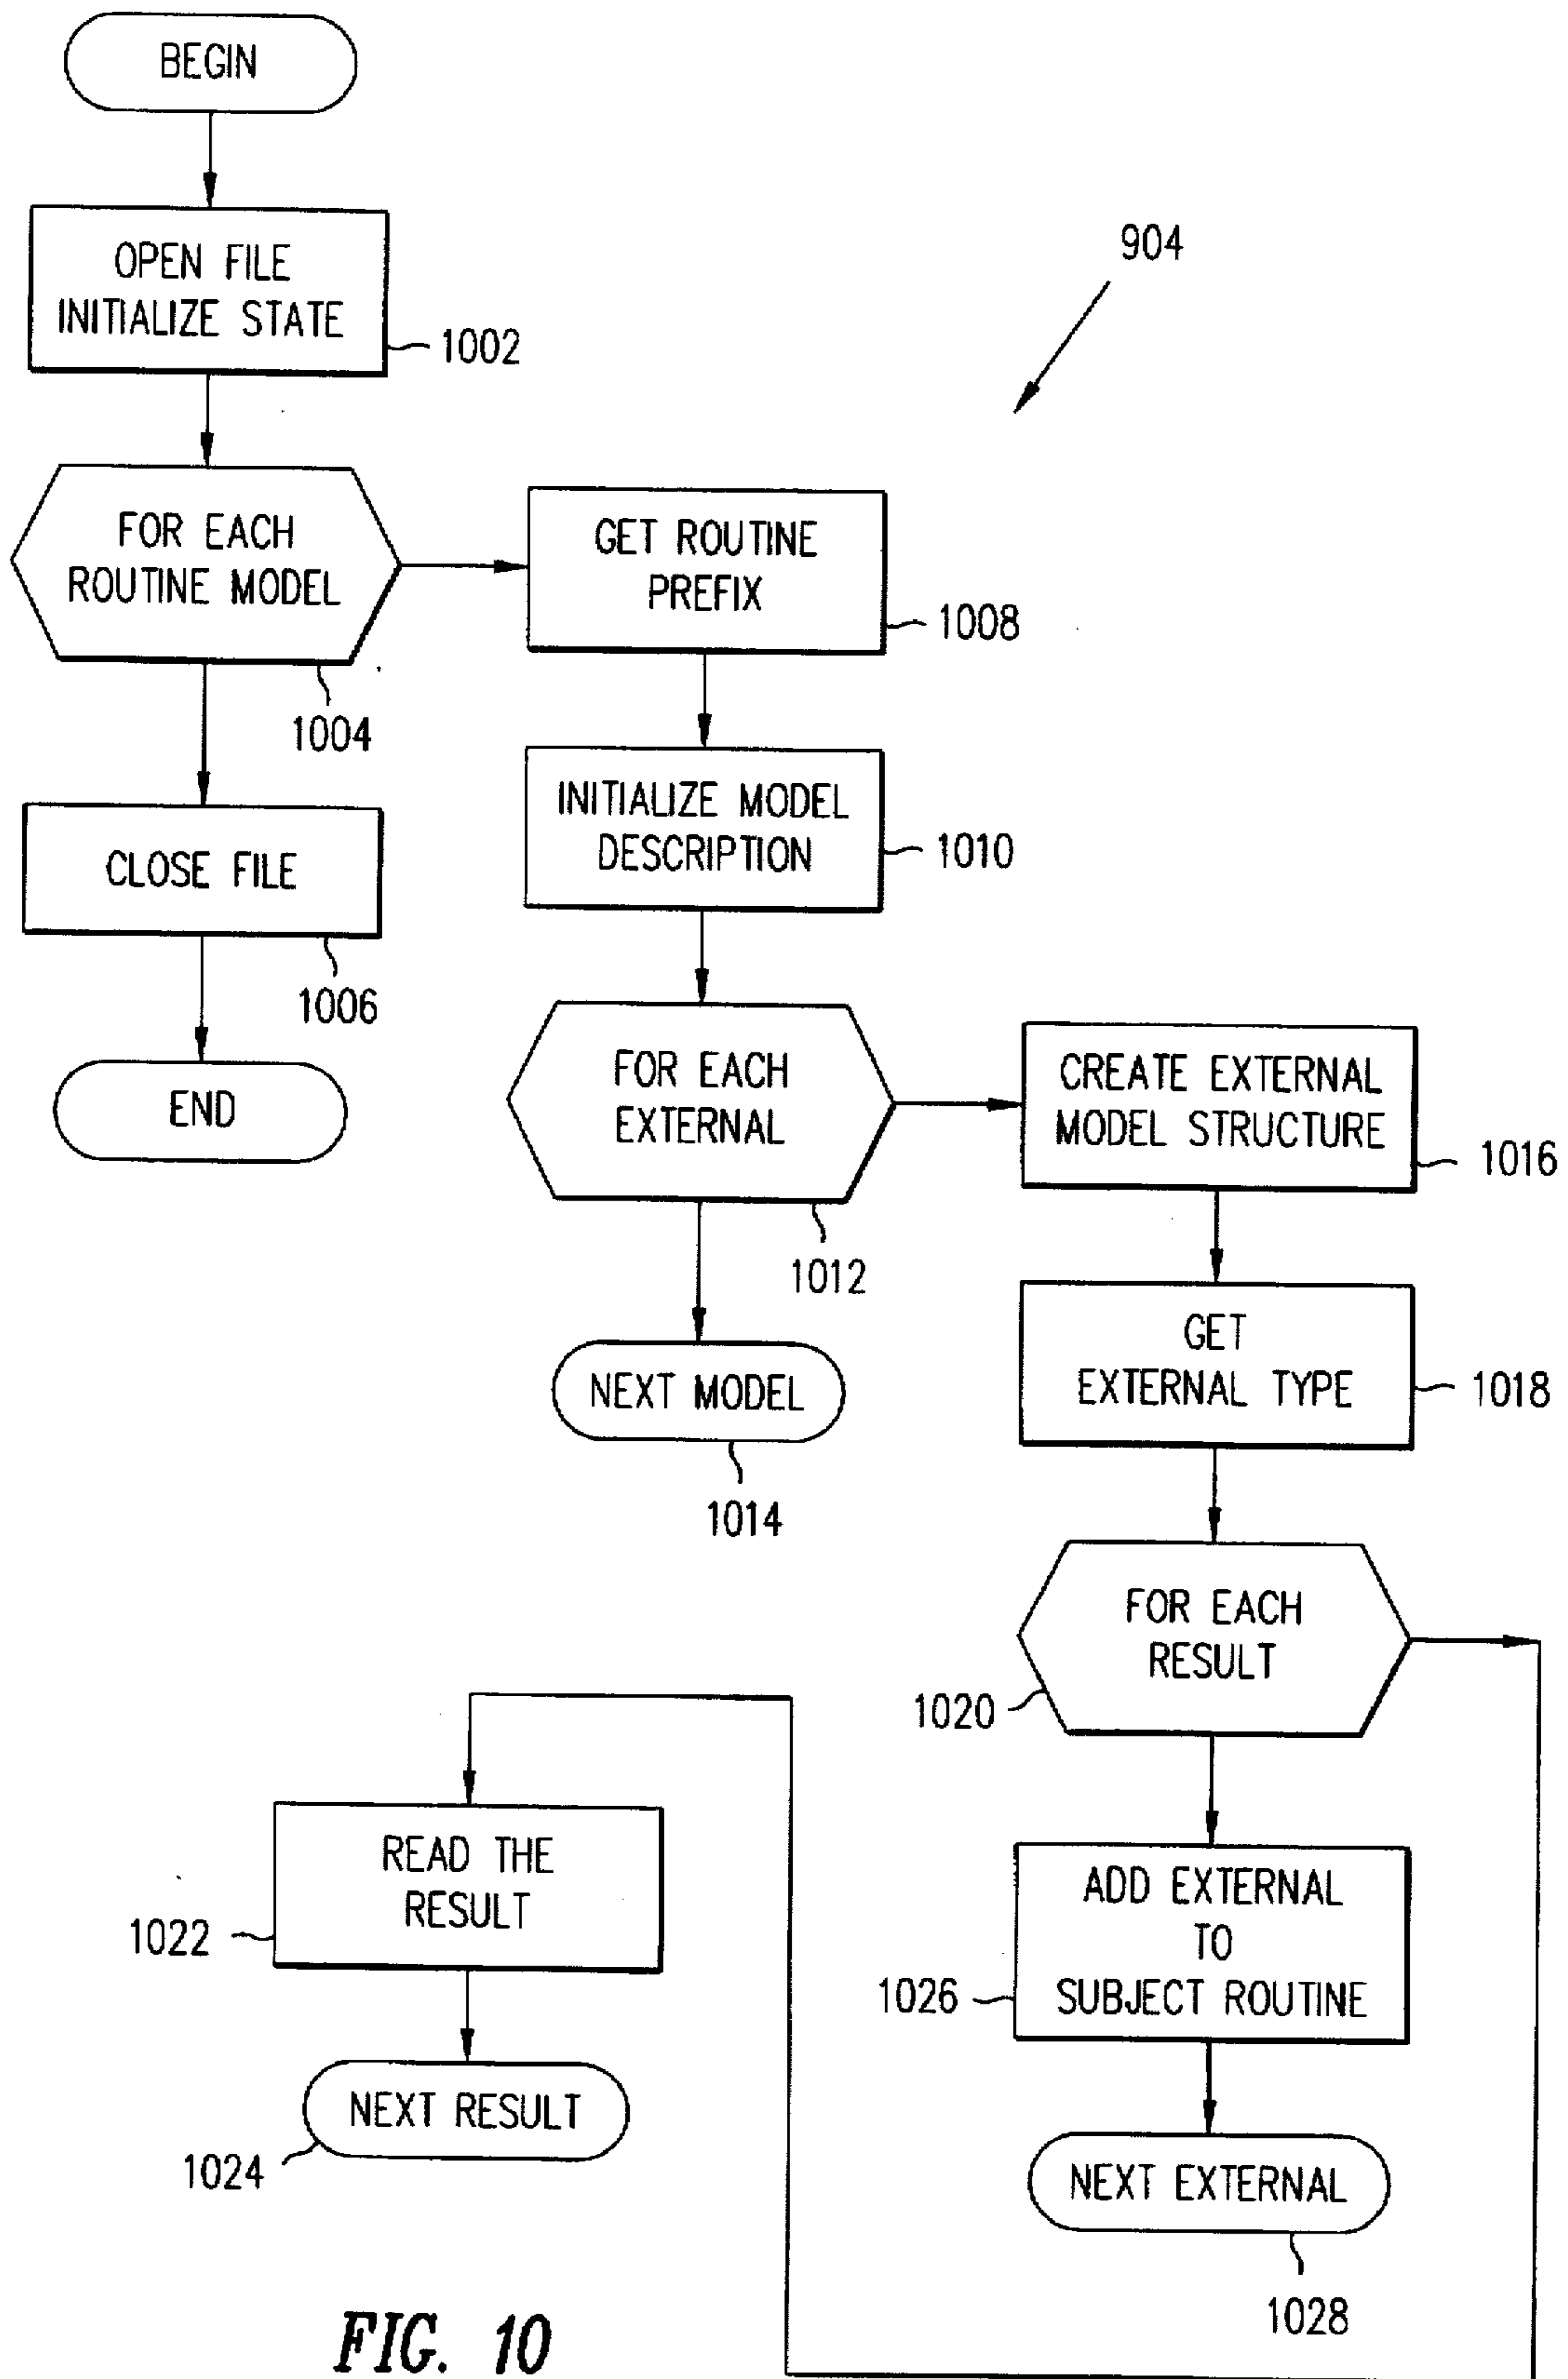 BEGIN
904
OPEN FILE
INITIALIZE STATE
1002
FOR EACH
ROUTINE MODEL
1004
GET ROUTINE
PREFIX
1008
CLOSE FILE
1006
END
INITIALIZE MODEL
DESCRIPTION
1010
FOR EACH
EXTERNAL
1012
NEXT MODEL
1014
CREATE EXTERNAL
MODEL STRUCTURE
1016
GET
EXTERNAL TYPE
1018
FOR EACH
RESULT
1020
READ THE
RESULT
1022
NEXT RESULT
1024
ADD EXTERNAL
TO
SUBJECT ROUTINE
1026
NEXT EXTERNAL
1028
FIG. 10